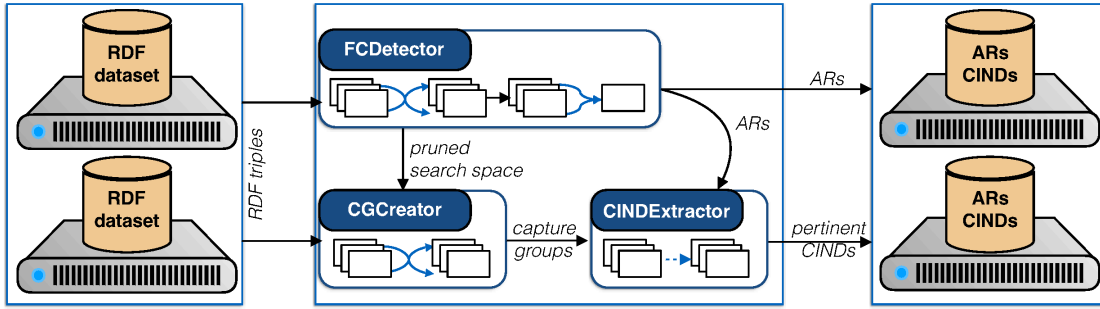 RDF
dataset
RDF
dataset
RDF triples
FCDetector
pruned
search space
ARs
CGCreator
capture
groups
CINDExtractor
ARs
pertinent
CINDs
ARs
CINDs
ARs
CINDs